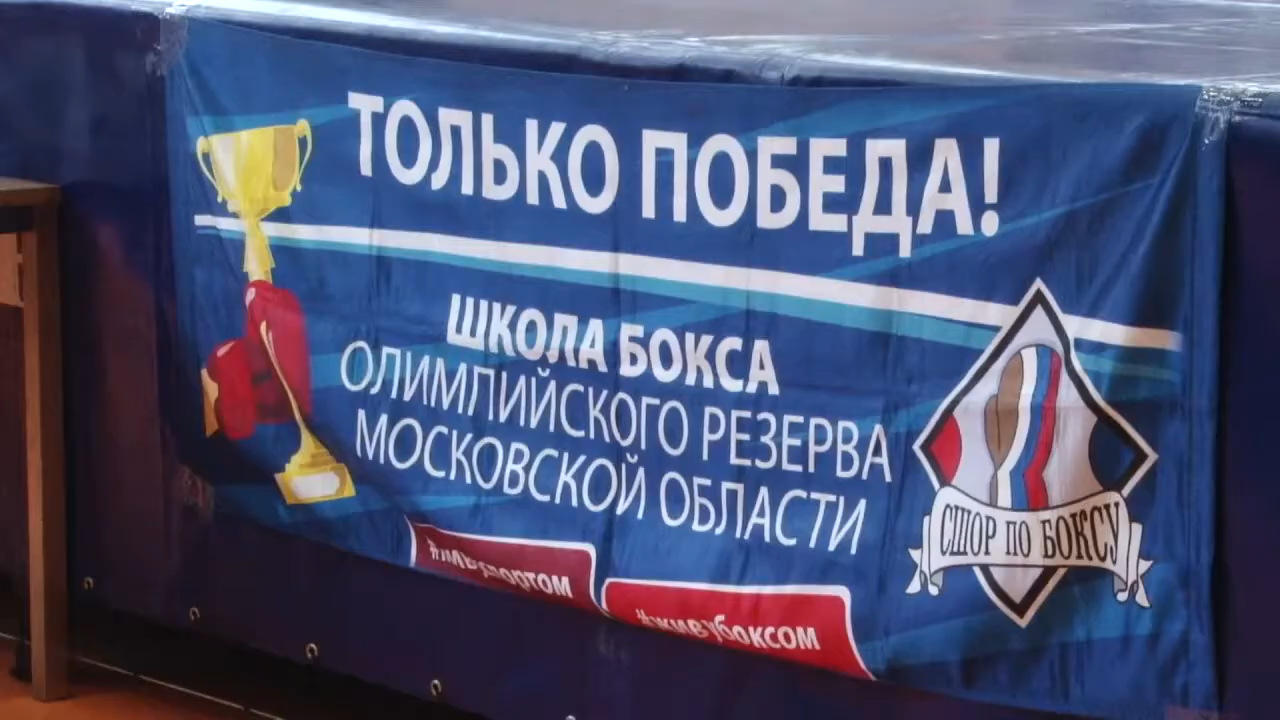 ТОЛЬКО ПОБЕДА!
ШКОЛА БОКСА
ОЛИМПИЙСКОГО РЕЗЕРВА
МОСКОВСКОЙ ОБЛАСТИ
СШОР ПО БОКСУ
#живубоксом